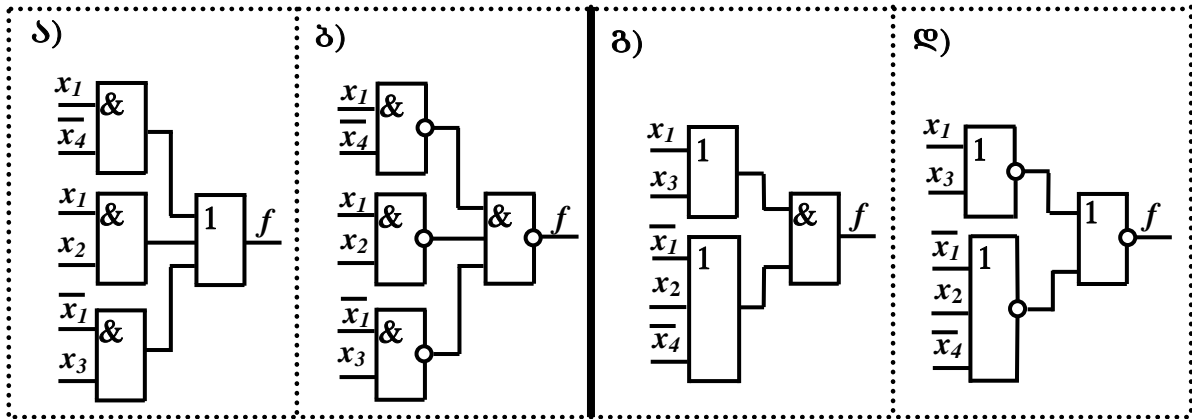 ა)
x₁
&
x̄₄
x₁
&
x₂
x̄₁
&
x₃
1
f
ბ)
x₁
&
x̄₄
x₁
&
x₂
x̄₁
&
x₃
&
f
გ)
x₁
1
x₃
x̄₁
1
x₂
x̄₄
&
f
დ)
x₁
1
x₃
x̄₁
1
x₂
x̄₄
1
f